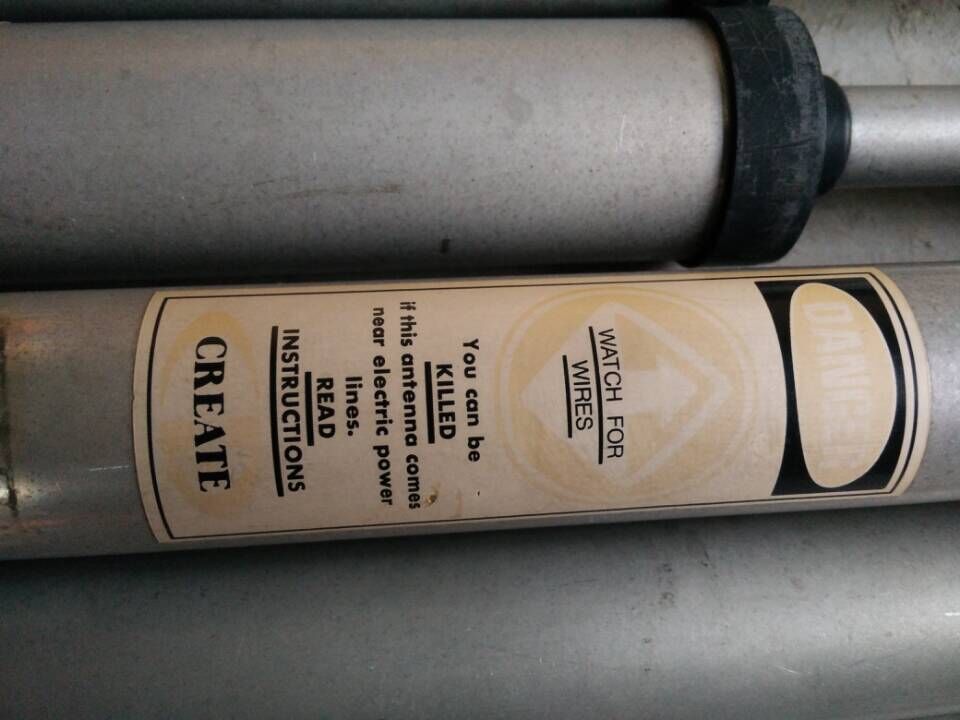 DANGER
WATCH FOR
WIRES
You can be
KILLED
if this antenna comes
near electric power
lines.
READ
INSTRUCTIONS
CREATE